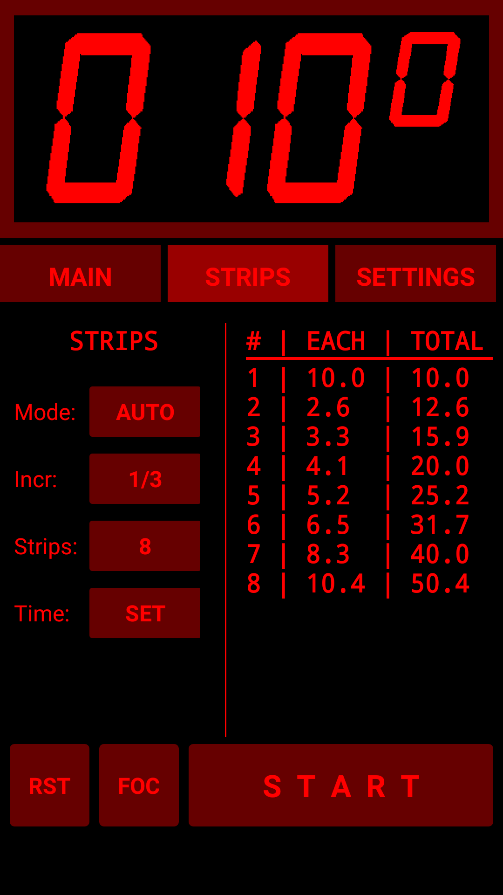 010⁰
MAIN STRIPS SETTINGS
STRIPS
Mode: AUTO
Incr: 1/3
Strips: 8
Time: SET
# | EACH | TOTAL
1 | 10.0 | 10.0
2 | 2.6 | 12.6
3 | 3.3 | 15.9
4 | 4.1 | 20.0
5 | 5.2 | 25.2
6 | 6.5 | 31.7
7 | 8.3 | 40.0
8 | 10.4 | 50.4
RST FOC START